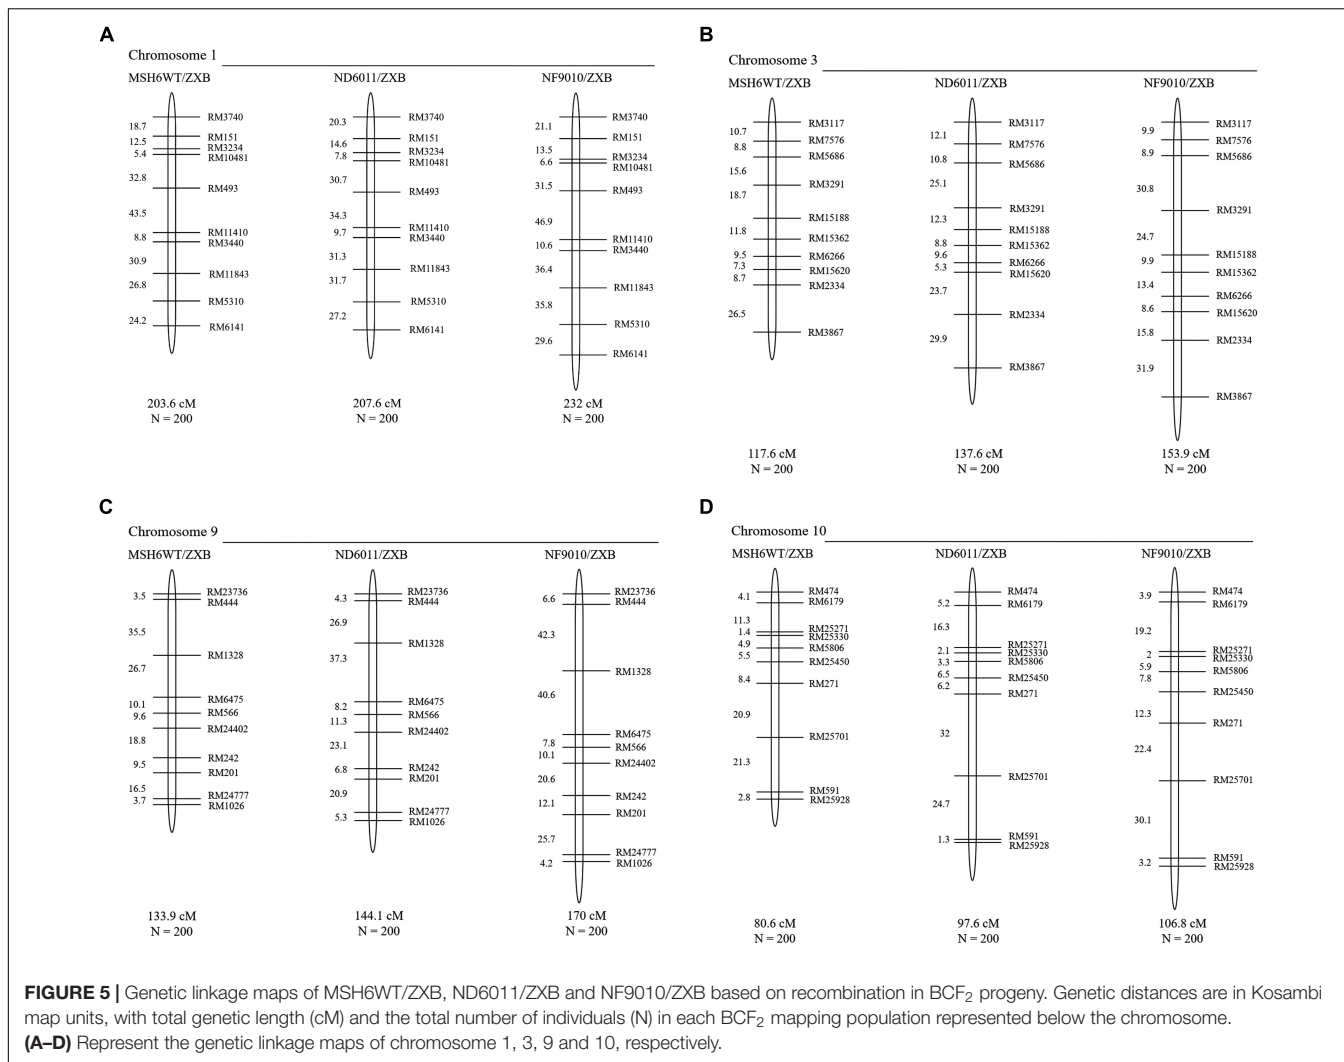 A
Chromosome 1
MSH6WT/ZXB
18.7
12.5
5.4
32.8
43.5
8.8
30.9
26.8
24.2
RM3740
RM151
RM3234
RM10481
RM493
RM11410
RM3440
RM11843
RM5310
RM6141
203.6 cM
N = 200
ND6011/ZXB
20.3
14.6
7.8
30.7
34.3
9.7
31.3
31.7
27.2
RM3740
RM151
RM3234
RM10481
RM493
RM11410
RM3440
RM11843
RM5310
RM6141
207.6 cM
N = 200
NF9010/ZXB
21.1
13.5
6.6
31.5
46.9
10.6
36.4
35.8
29.6
RM3740
RM151
RM3234
RM10481
RM493
RM11410
RM3440
RM11843
RM5310
RM6141
232 cM
N = 200
B
Chromosome 3
MSH6WT/ZXB
10.7
8.8
15.6
18.7
11.8
9.5
7.3
8.7
26.5
RM3117
RM7576
RM5686
RM3291
RM15188
RM15362
RM6266
RM15620
RM2334
RM3867
117.6 cM
N = 200
ND6011/ZXB
12.1
10.8
25.1
12.3
8.8
9.6
5.3
23.7
29.9
RM3117
RM7576
RM5686
RM3291
RM15188
RM15362
RM6266
RM15620
RM2334
RM3867
137.6 cM
N = 200
NF9010/ZXB
9.9
8.9
30.8
24.7
9.9
13.4
8.6
15.8
31.9
RM3117
RM7576
RM5686
RM3291
RM15188
RM15362
RM6266
RM15620
RM2334
RM3867
153.9 cM
N = 200
C
Chromosome 9
MSH6WT/ZXB
3.5
35.5
26.7
10.1
9.6
18.8
9.5
16.5
3.7
RM23736
RM444
RM1328
RM6475
RM566
RM24402
RM242
RM201
RM24777
RM1026
133.9 cM
N = 200
ND6011/ZXB
4.3
26.9
37.3
8.2
11.3
23.1
6.8
20.9
5.3
RM23736
RM444
RM1328
RM6475
RM566
RM24402
RM242
RM201
RM24777
RM1026
144.1 cM
N = 200
NF9010/ZXB
6.6
42.3
40.6
7.8
10.1
20.6
12.1
25.7
4.2
RM23736
RM444
RM1328
RM6475
RM566
RM24402
RM242
RM201
RM24777
RM1026
170 cM
N = 200
D
Chromosome 10
MSH6WT/ZXB
4.1
11.3
1.4
4.9
5.5
8.4
20.9
21.3
2.8
RM474
RM6179
RM25271
RM25330
RM5806
RM25450
RM271
RM25701
RM591
RM25928
80.6 cM
N = 200
ND6011/ZXB
5.2
16.3
2.1
3.3
6.5
6.2
32
24.7
1.3
RM474
RM6179
RM25271
RM25330
RM5806
RM25450
RM271
RM25701
RM591
RM25928
97.6 cM
N = 200
NF9010/ZXB
3.9
19.2
2
5.9
7.8
12.3
22.4
30.1
3.2
RM474
RM6179
RM25271
RM25330
RM5806
RM25450
RM271
RM25701
RM591
RM25928
106.8 cM
N = 200
FIGURE 5 | Genetic linkage maps of MSH6WT/ZXB, ND6011/ZXB and NF9010/ZXB based on recombination in BCF2 progeny. Genetic distances are in Kosambi
map units, with total genetic length (cM) and the total number of individuals (N) in each BCF2 mapping population represented below the chromosome.
(A–D) Represent the genetic linkage maps of chromosome 1, 3, 9 and 10, respectively.